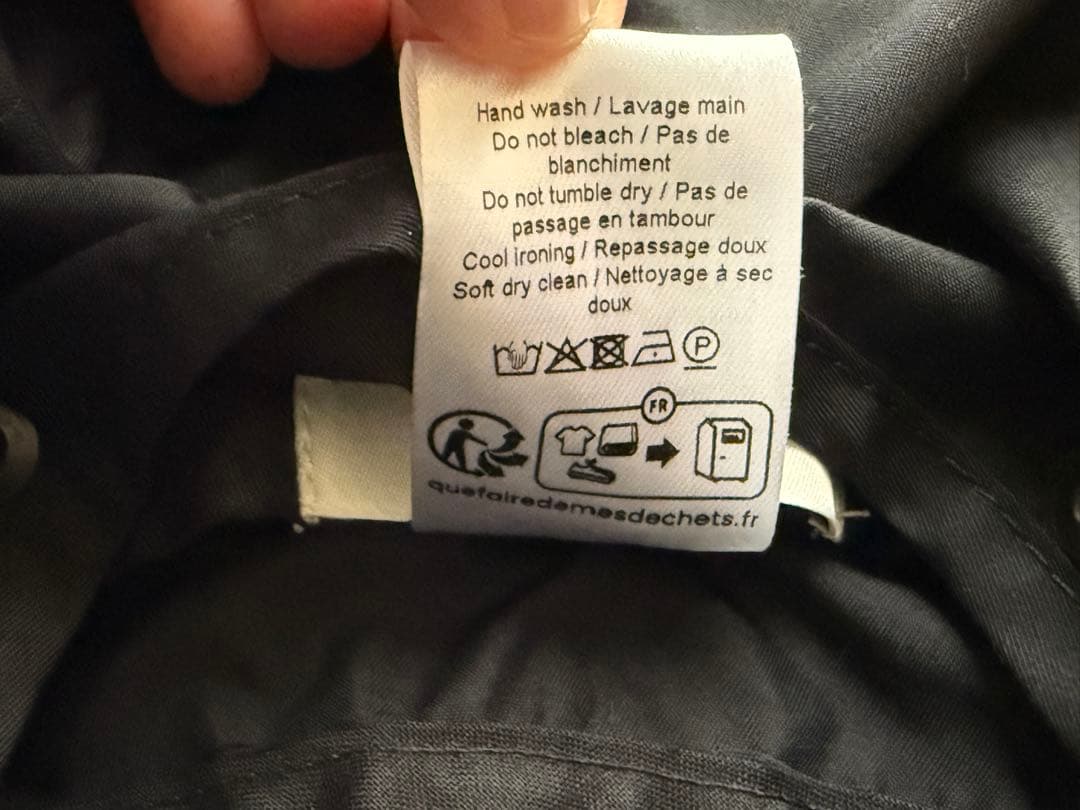 Hand wash / Lavage main
Do not bleach / Pas de
blanchiment
Do not tumble dry / Pas de
passage en tambour
Cool ironing / Repassage doux
Soft dry clean / Nettoyage à sec
doux
P
FR
quefairedemesdechets.fr